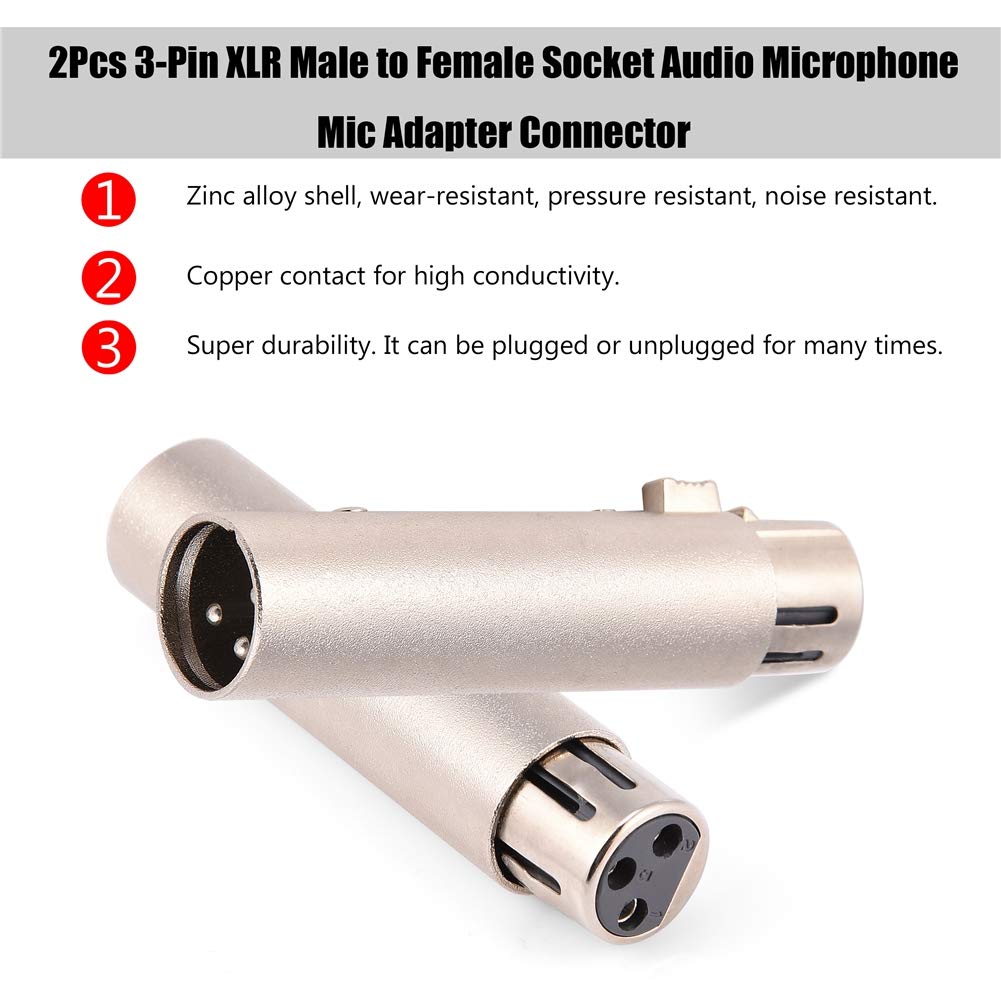 2Pcs 3-Pin XLR Male to Female Socket Audio Microphone
Mic Adapter Connector
1 Zinc alloy shell, wear-resistant, pressure resistant, noise resistant.
2 Copper contact for high conductivity.
3 Super durability. It can be plugged or unplugged for many times.